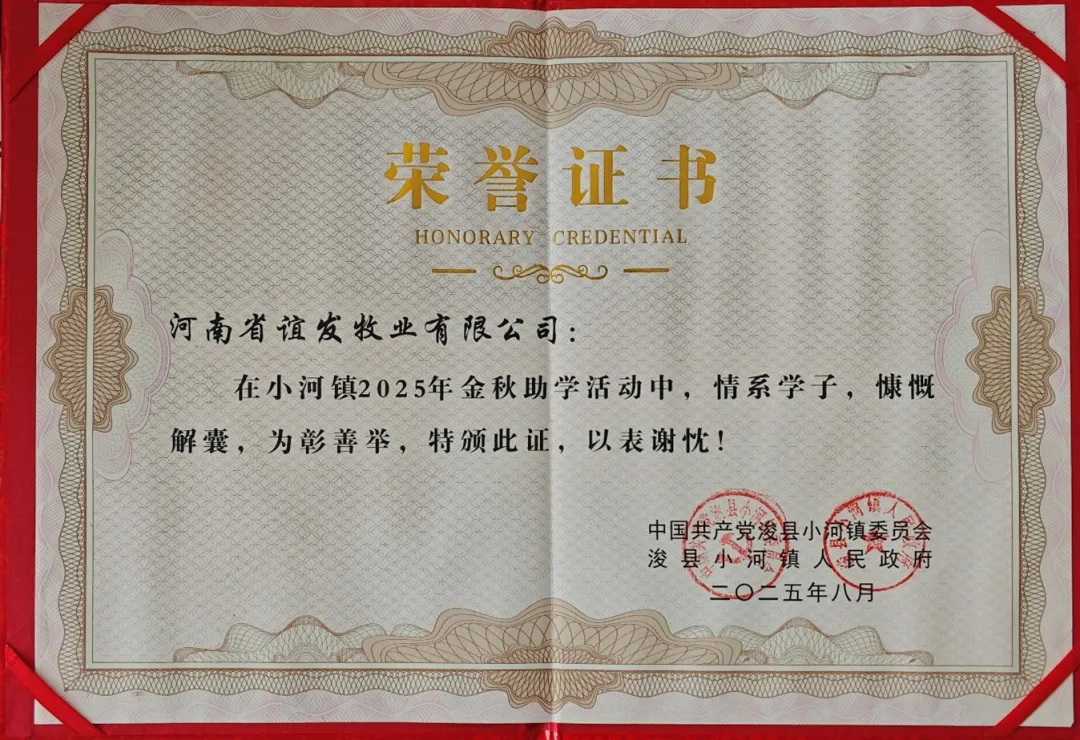 荣誉证书
HONORARY CREDENTIAL
河南省谊发牧业有限公司：
在小河镇2025年金秋助学活动中，情系学子，慷慨
解囊，为彰善举，特颁此证，以表谢忱！
中国共产党浚县小河镇委员会
浚县小河镇人民政府
二〇二五年八月